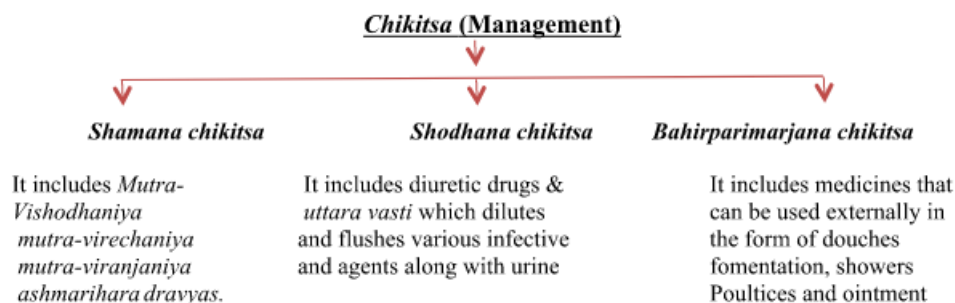 Chikitsa (Management)
Shamana chikitsa
It includes Mutra-
Vishodhaniya
mutra-virechaniya
mutra-viranjaniya
ashmarihara dravyas.
Shodhana chikitsa
It includes diuretic drugs &
uttara vasti which dilutes
and flushes various infective
and agents along with urine
Bahirparimarjana chikitsa
It includes medicines that
can be used externally in
the form of douches
fomentation, showers
Poultices and ointment